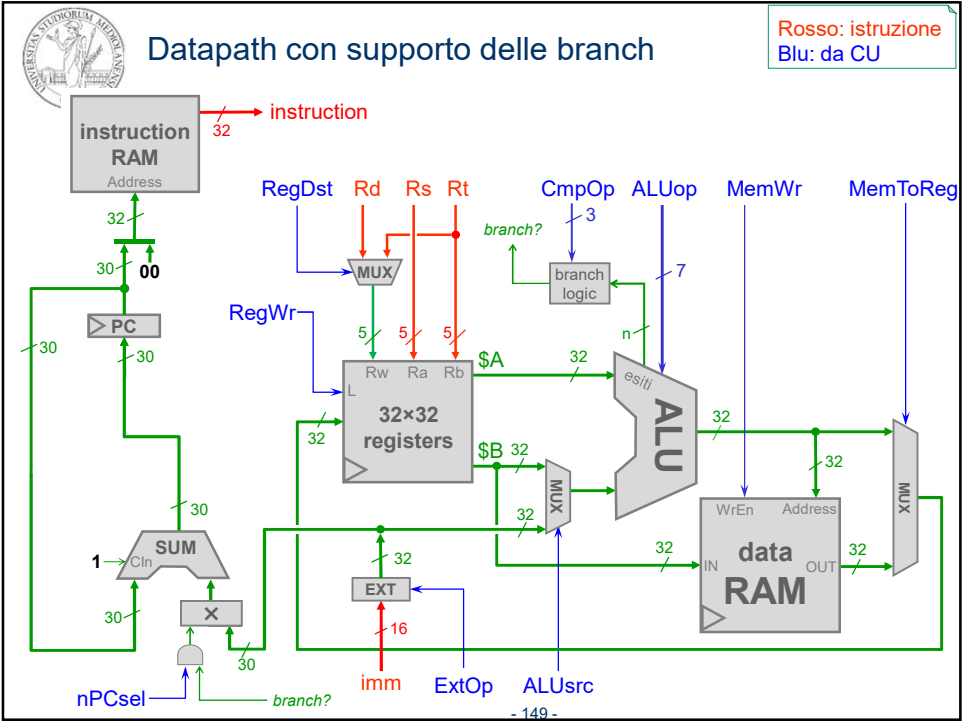 UNIVERSITAS STUDIORUM MEDIOLANENSIS
Datapath con supporto delle branch
Rosso: istruzione
Blu: da CU
instruction
RAM
Address
32
instruction
32
30
00
PC
30
30
30
1
CIn
SUM
30
×
30
nPCsel
branch?
RegDst
Rd
Rs
Rt
MUX
RegWr
5
5
5
Rw
Ra
Rb
L
32×32
registers
32
$A
32
$B
32
32
MUX
32
EXT
16
imm
ExtOp
ALUsrc
CmpOp
ALUop
MemWr
MemToReg
3
branch?
branch
logic
7
n
esiti
ALU
32
32
WrEn
Address
data
RAM
IN
OUT
32
32
MUX
- 149 -